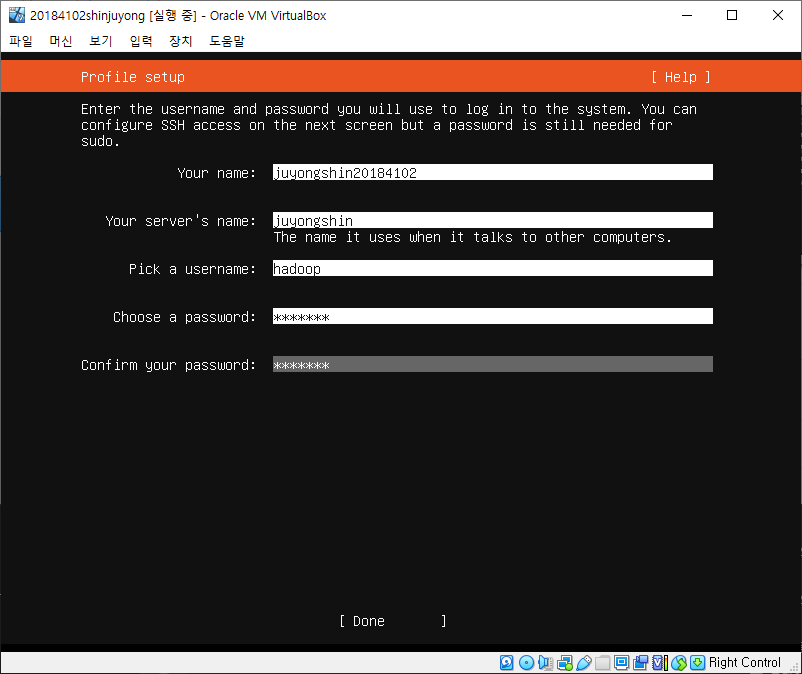 20184102shinjuyong [실행 중] - Oracle VM VirtualBox
파일 머신 보기 입력 장치 도움말
Profile setup [ Help ]
Enter the username and password you will use to log in to the system. You can
configure SSH access on the next screen but a password is still needed for
sudo.
Your name: juyongshin20184102
Your server's name: juyongshin
The name it uses when it talks to other computers.
Pick a username: hadoop
Choose a password: *******
Confirm your password: *******
[ Done ]
Right Control